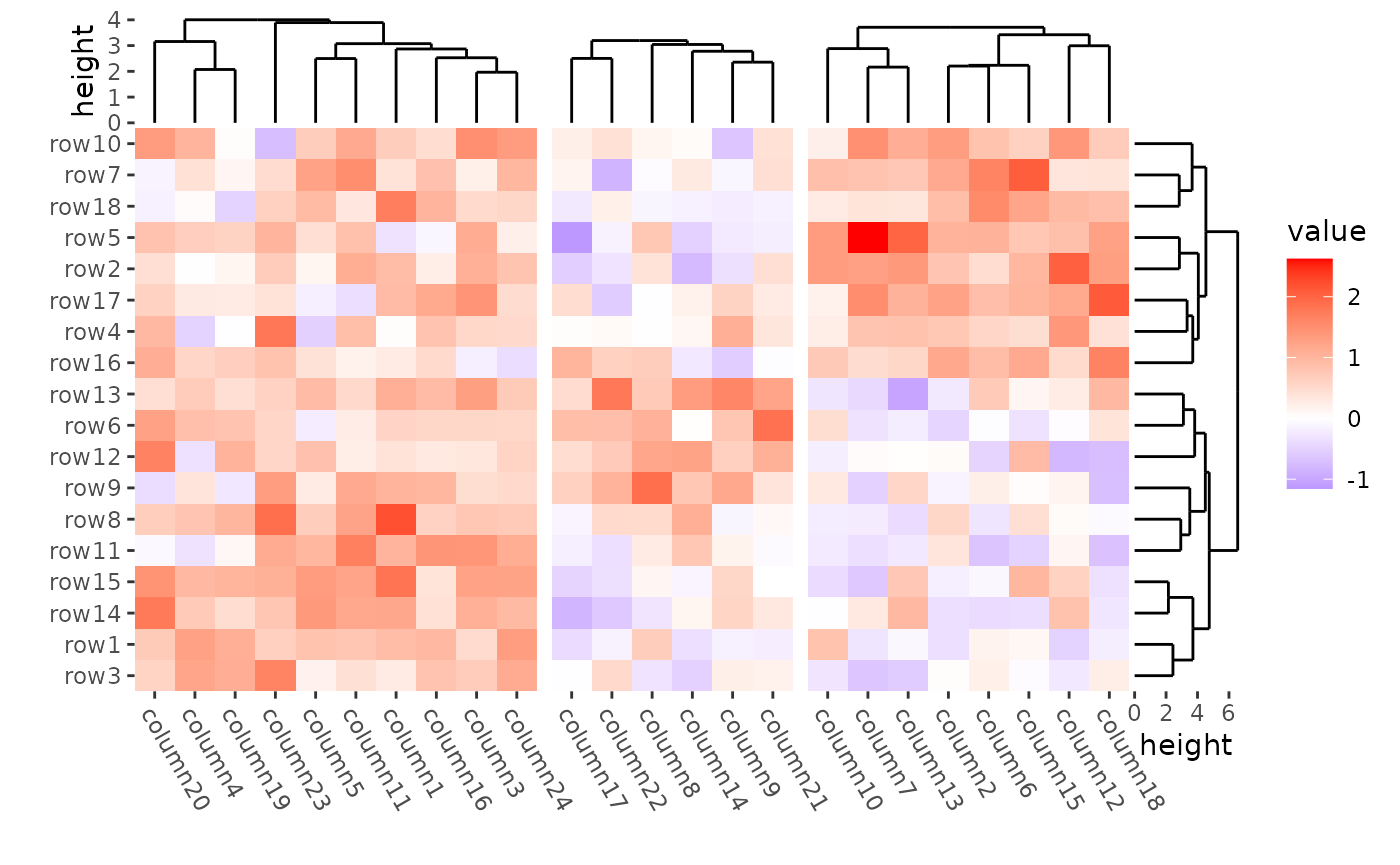 height
4
3
2
1
0
row10
row7
row18
row5
row2
row17
row4
row16
row13
row6
row12
row9
row8
row11
row15
row14
row1
row3
column20
column4
column19
column23
column5
column11
column1
column16
column3
column24
column17
column22
column8
column14
column9
column21
column10
column7
column13
column2
column6
column15
column12
column18
0 2 4 6
height
value
2
1
0
-1